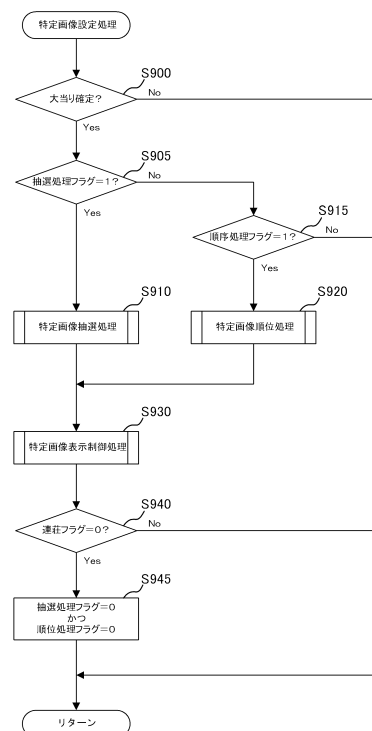 特定画像設定処理
S900
大当り確定?
No
Yes
S905
抽選処理フラグ=1?
No
Yes
S915
順序処理フラグ=1?
No
Yes
S910
特定画像抽選処理
S920
特定画像順位処理
S930
特定画像表示制御処理
S940
連荘フラグ=0?
No
Yes
S945
抽選処理フラグ=0
かつ
順位処理フラグ=0
リターン